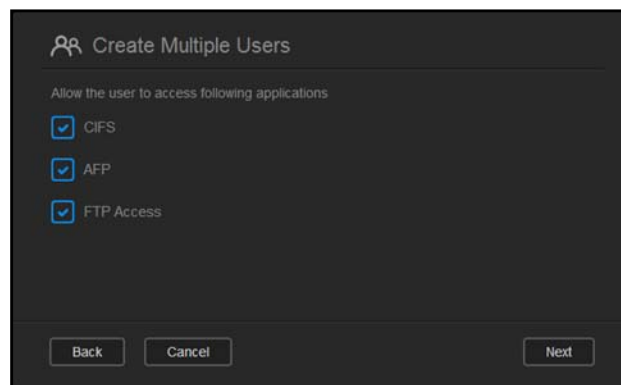 Create Multiple Users
Allow the user to access following applications
CIFS
AFP
FTP Access
Back Cancel Next